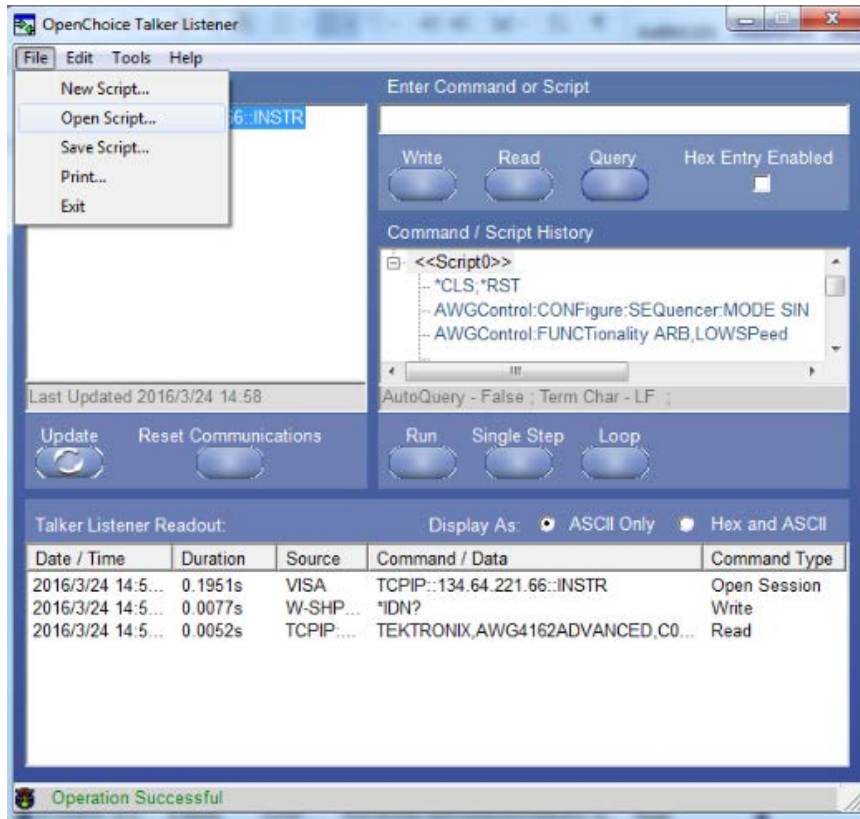 OpenChoice Talker Listener
File Edit Tools Help
New Script...
Open Script...
Save Script...
Print...
Exit
6::INSTR
Enter Command or Script
Write Read Query Hex Entry Enabled
Command / Script History
<<Script0>>
*CLS;*RST
AWGControl:CONFigure:SEQuencer:MODE SIN
AWGControl:FUNCTionality ARB,LOWSPeed
Last Updated 2016/3/24 14:58
AutoQuery - False ; Term Char - LF ;
Update Reset Communications
Run Single Step Loop
Talker Listener Readout:
Display As: ASCII Only Hex and ASCII
Date / Time Duration Source Command / Data Command Type
2016/3/24 14:5... 0.1951s VISA TCPIP::134.64.221.66::INSTR Open Session
2016/3/24 14:5... 0.0077s W-SHP... *IDN? Write
2016/3/24 14:5... 0.0052s TCPIP:... TEKTRONIX,AWG4162ADVANCED,C0... Read
Operation Successful